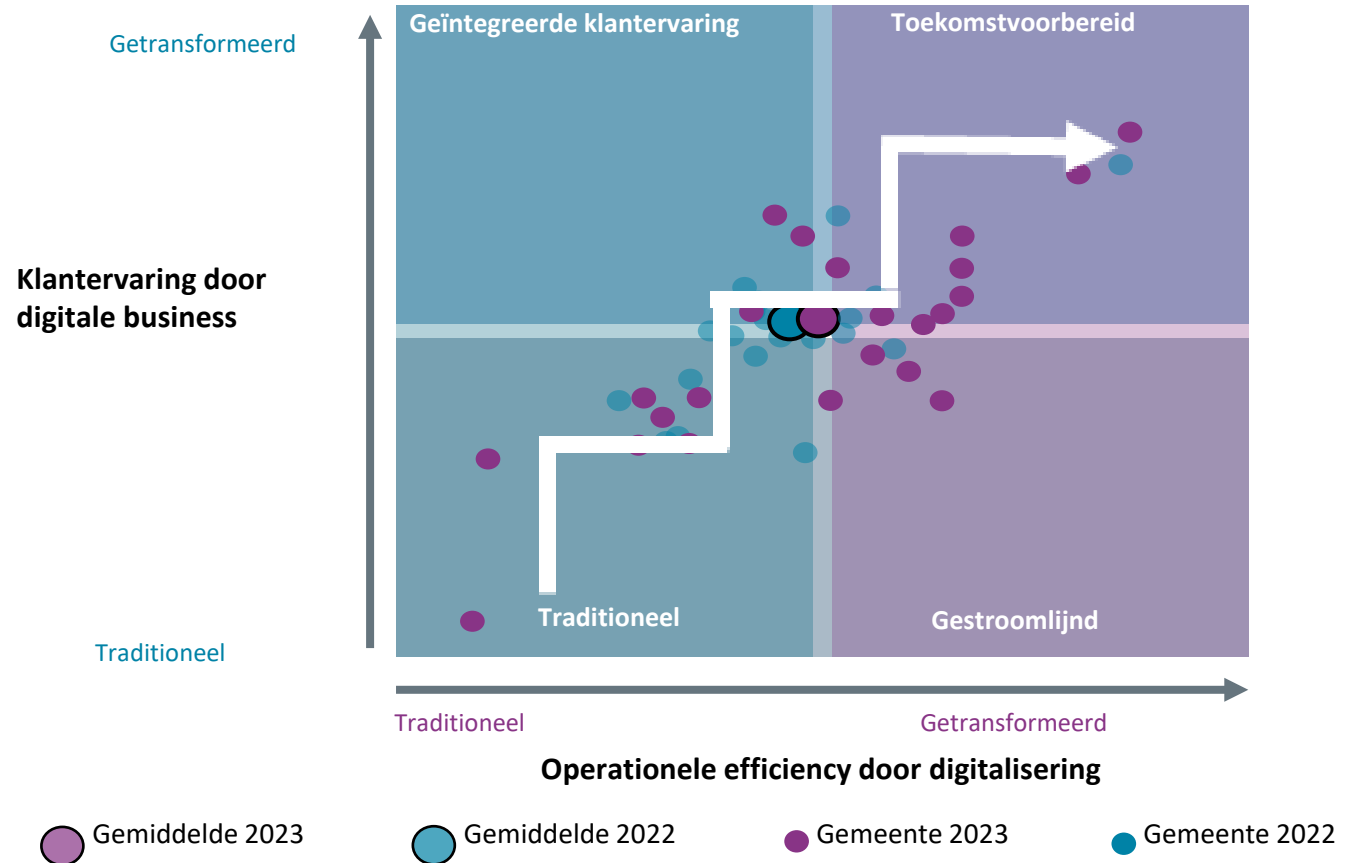 Geïntegreerde klantervaring
Toekomstvoorbereid
Getransformeerd
Klantervaring door
digitale business
Traditioneel
Gestroomlijnd
Traditioneel
Traditioneel
Getransformeerd
Operationele efficiency door digitalisering
Gemiddelde 2023
Gemiddelde 2022
Gemeente 2023
Gemeente 2022